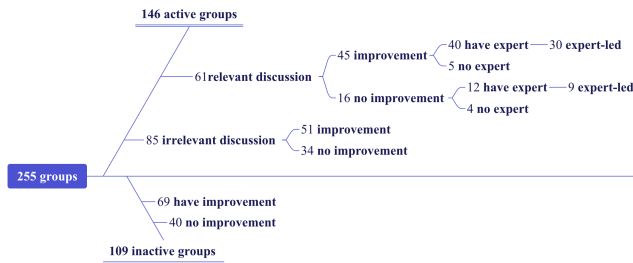 146 active groups
61relevant discussion
45 improvement
40 have expert
30 expert-led
5 no expert
16 no improvement
12 have expert
9 expert-led
4 no expert
85 irrelevant discussion
51 improvement
34 no improvement
255 groups
69 have improvement
40 no improvement
109 inactive groups